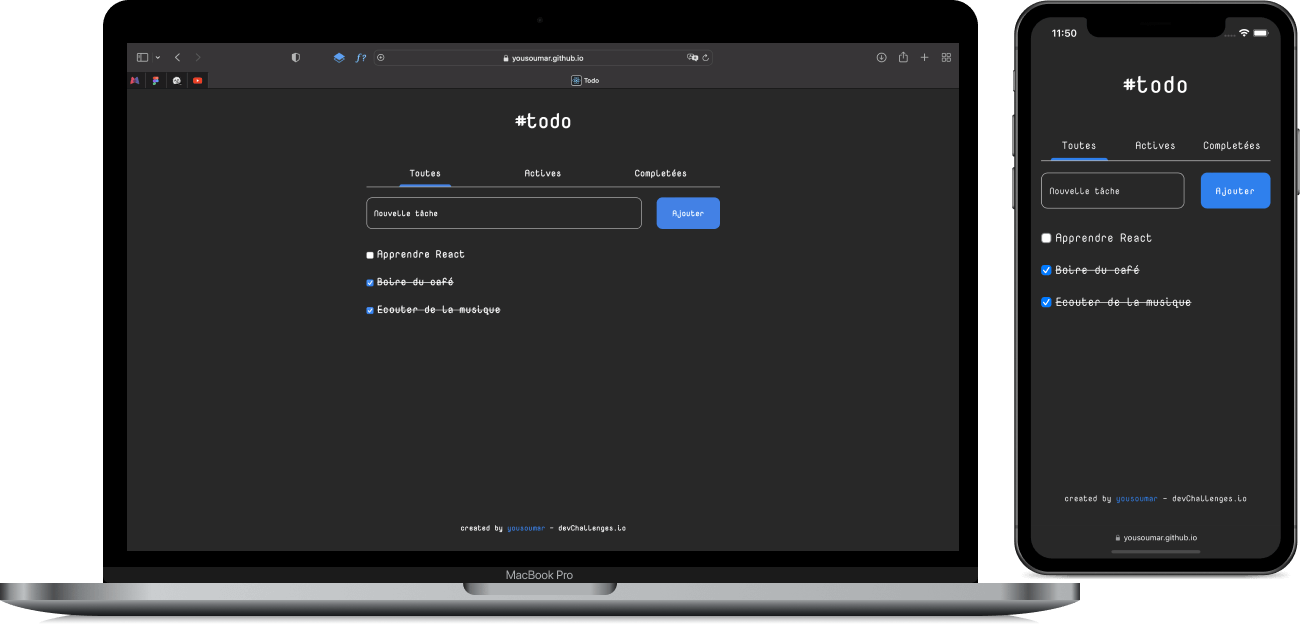 yousoumar.github.io
Todo
#todo
Toutes Actives Completées
Nouvelle tâche Ajouter
Apprendre React
Boire du café
Ecouter de la musique
created by yousoumar - devChallenges.io
MacBook Pro
11:50
#todo
Toutes Actives Completées
Nouvelle tâche Ajouter
Apprendre React
Boire du café
Ecouter de la musique
created by yousoumar - devChallenges.io
yousoumar.github.io